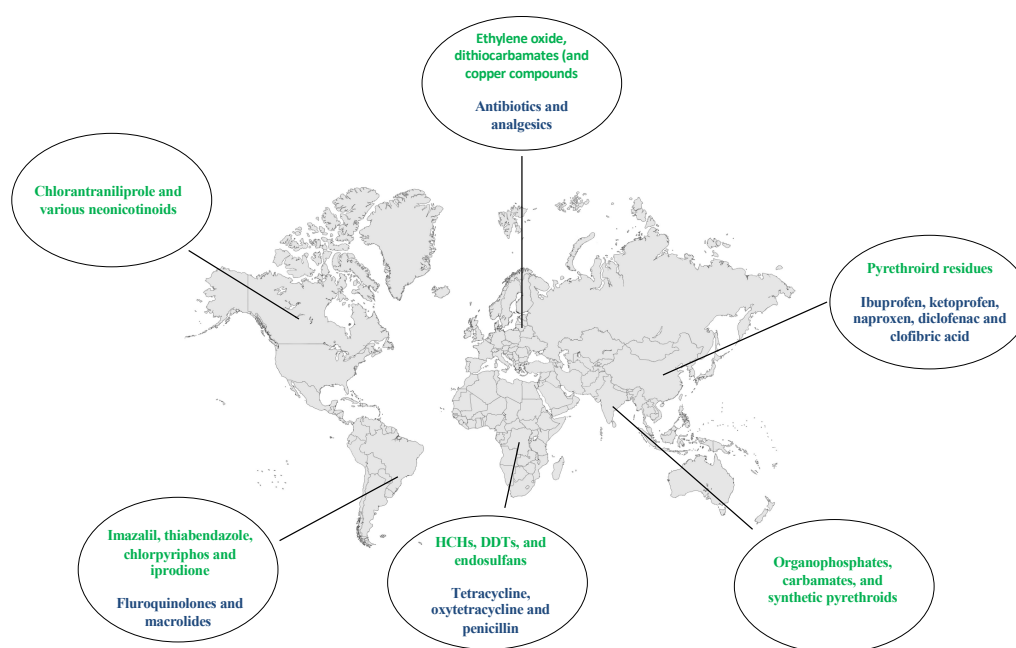 Ethylene oxide,
dithiocarbamates (and
copper compounds
Antibiotics and
analgesics
Chlorantraniliprole and
various neonicotinoids
Pyrethroird residues
Ibuprofen, ketoprofen,
naproxen, diclofenac and
clofibric acid
Imazalil, thiabendazole,
chlorpyriphos and
iprodione
Fluroquinolones and
macrolides
HCHs, DDTs, and
endosulfans
Tetracycline,
oxytetracycline and
penicillin
Organophosphates,
carbamates, and
synthetic pyrethroids